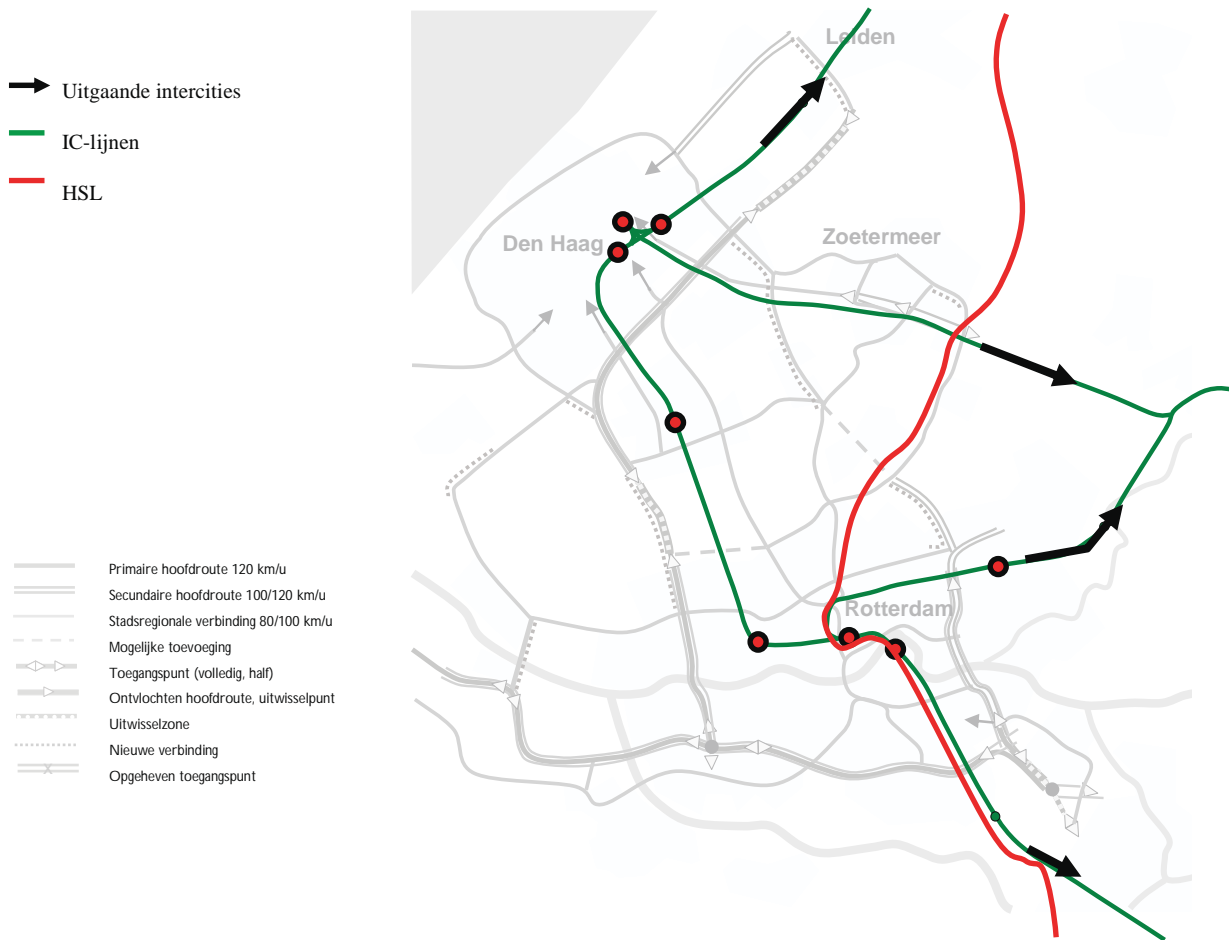 Uitgaande intercities
IC-lijnen
HSL
Leiden
Den Haag
Zoetermeer
Rotterdam
Primaire hoofdroute 120 km/u
Secundaire hoofdroute 100/120 km/u
Stadsregionale verbinding 80/100 km/u
Mogelijke toevoeging
Toegangspunt (volledig, half)
Ontvlochten hoofdroute, uitwisselpunt
Uitwisselzone
Nieuwe verbinding
Opgeheven toegangspunt